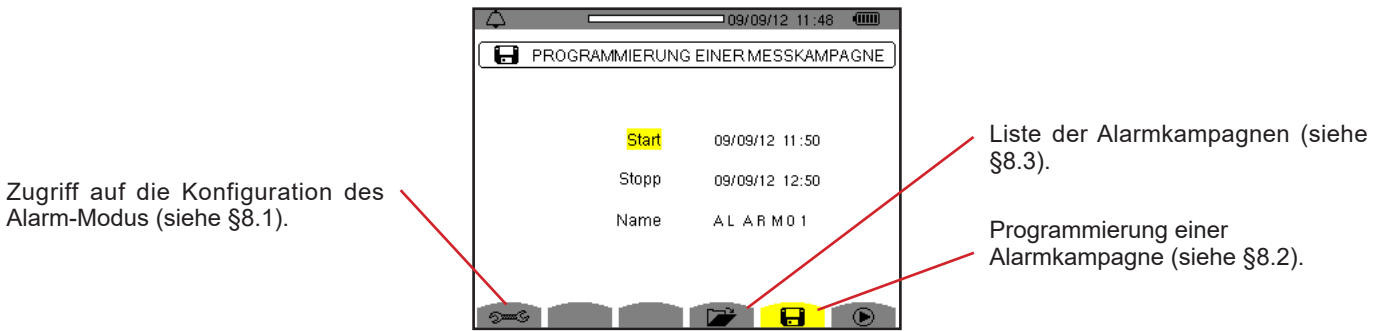 09/09/12 11:48
PROGRAMMIERUNG EINER MESSKAMPAGNE
Start 09/09/12 11:50
Stopp 09/09/12 12:50
Name ALARM01
Zugriff auf die Konfiguration des
Alarm-Modus (siehe §8.1).
Liste der Alarmkampagnen (siehe
§8.3).
Programmierung einer
Alarmkampagne (siehe §8.2).